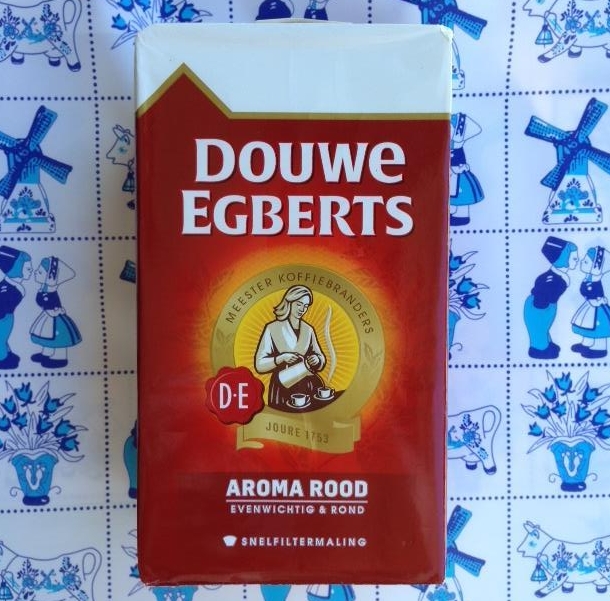 DOUWE
EGBERTS
MEESTER KOFFIEBRANDERS
D·E
JOURE 1753
AROMA ROOD
EVENWICHTIG & ROND
SNELFILTERMALING